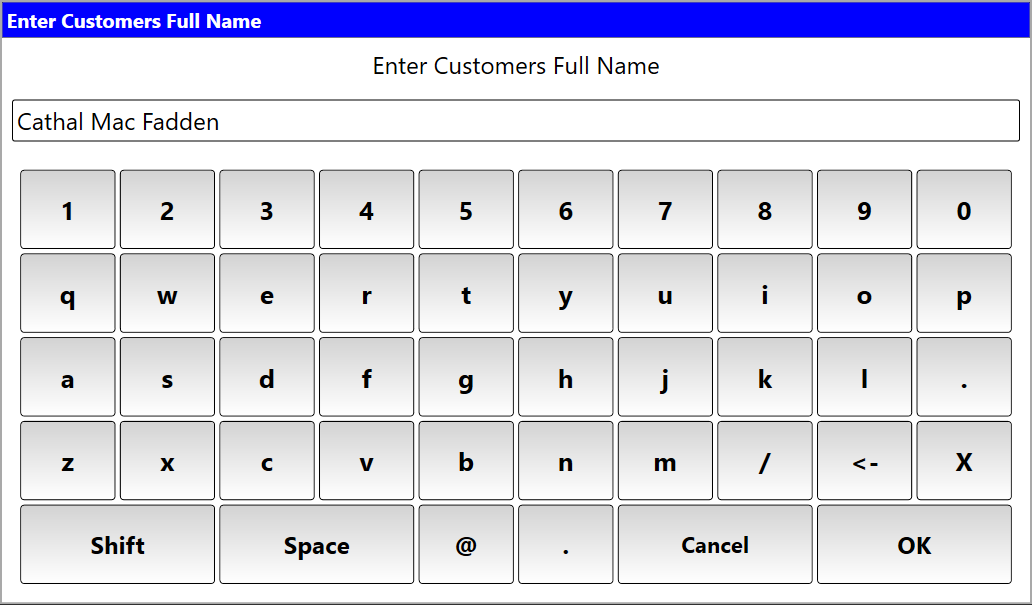 Enter Customers Full Name
Enter Customers Full Name
Cathal Mac Fadden
1 2 3 4 5 6 7 8 9 0
q w e r t y u i o p
a s d f g h j k l .
z x c v b n m / <- X
Shift Space @ . Cancel OK